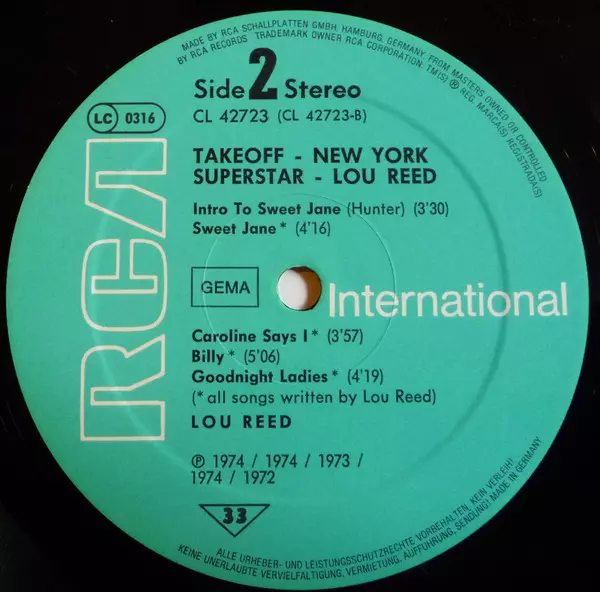 MADE BY RCA SCHALLPLATTEN GMBH, HAMBURG, GERMANY, FROM MASTERS OWNED OR CONTROLLED
BY RCA RECORDS TRADEMARK OWNER RCA CORPORATION: TM(S) ® REG. MARCA(S) REGISTRADA(S)
Side 2 Stereo
CL 42723 (CL 42723-B)
LC 0316
RCA
TAKEOFF - NEW YORK
SUPERSTAR - LOU REED
Intro To Sweet Jane (Hunter) (3'30)
Sweet Jane* (4'16)
GEMA
International
Caroline Says I* (3'57)
Billy* (5'06)
Goodnight Ladies* (4'19)
(*all songs written by Lou Reed)
LOU REED
℗ 1974 / 1974 / 1973 /
1974 / 1972
33
ALLE URHEBER- UND LEISTUNGSSCHUTZRECHTE VORBEHALTEN. KEIN VERLEIH!
KEINE UNERLAUBTE VERVIELFÄLTIGUNG, VERMIETUNG, AUFFÜHRUNG, SENDUNG! MADE IN GERMANY